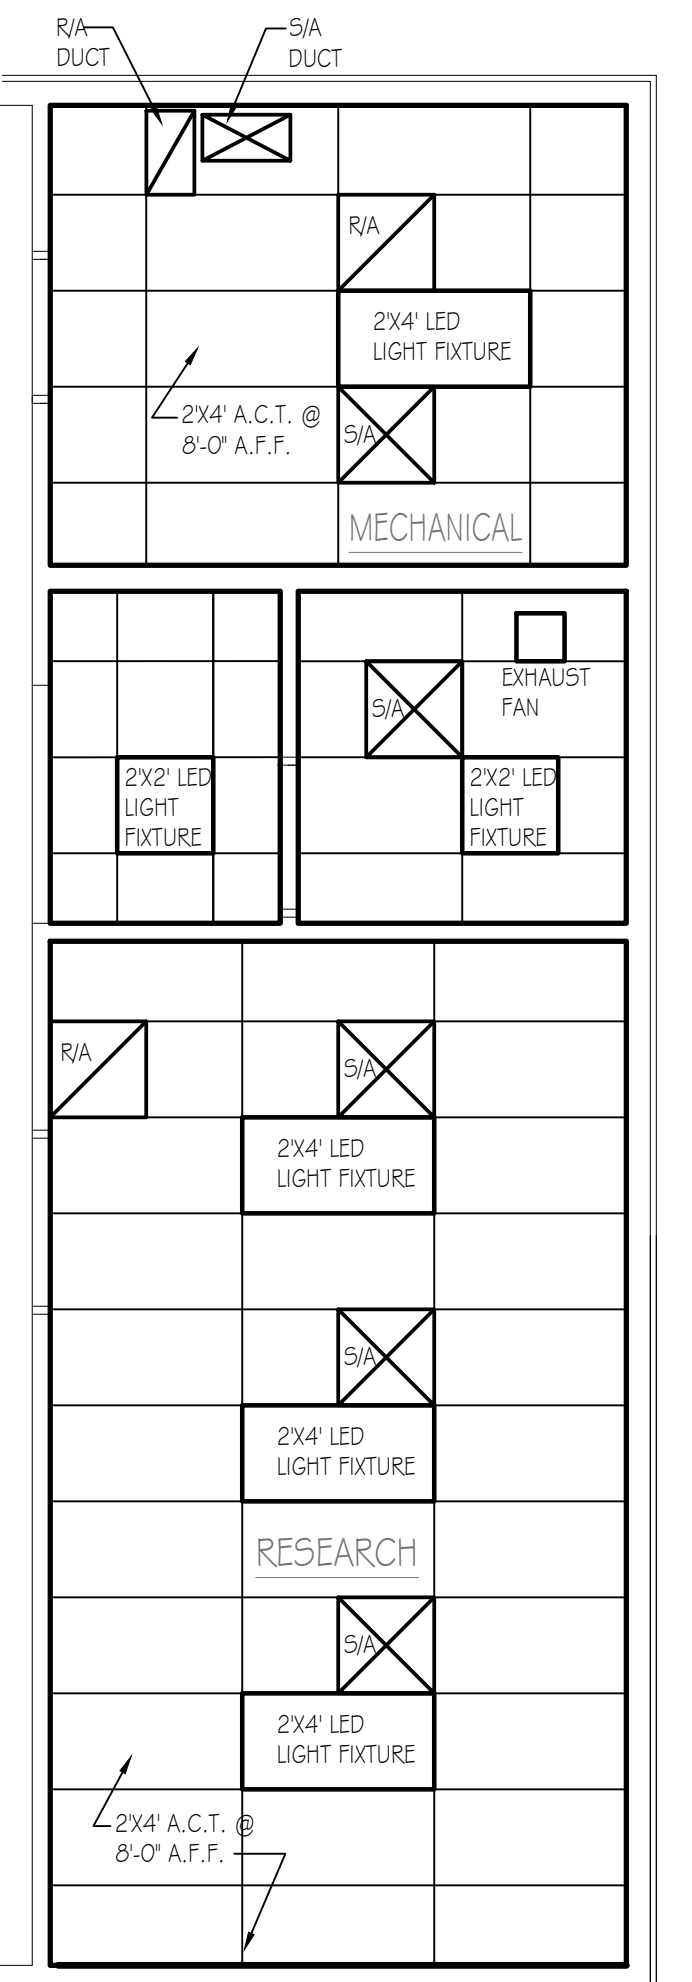 R/A
DUCT
S/A
DUCT
R/A
2'X4' LED
LIGHT FIXTURE
2'X4' A.C.T. @
8'-0" A.F.F.
S/A
MECHANICAL
EXHAUST
FAN
S/A
2'X2' LED
LIGHT
FIXTURE
2'X2' LED
LIGHT
FIXTURE
R/A
S/A
2'X4' LED
LIGHT FIXTURE
S/A
2'X4' LED
LIGHT FIXTURE
RESEARCH
S/A
2'X4' LED
LIGHT FIXTURE
2'X4' A.C.T. @
8'-0" A.F.F.